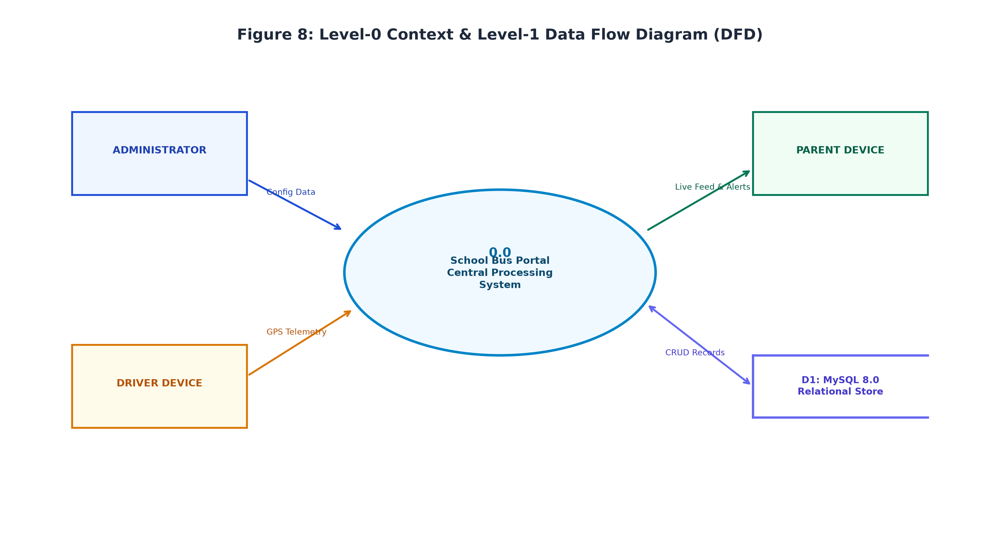 Figure 8: Level-0 Context & Level-1 Data Flow Diagram (DFD)
ADMINISTRATOR
PARENT DEVICE
Config Data
Live Feed & Alerts
0.0
School Bus Portal
Central Processing
System
GPS Telemetry
CRUD Records
DRIVER DEVICE
D1: MySQL 8.0
Relational Store